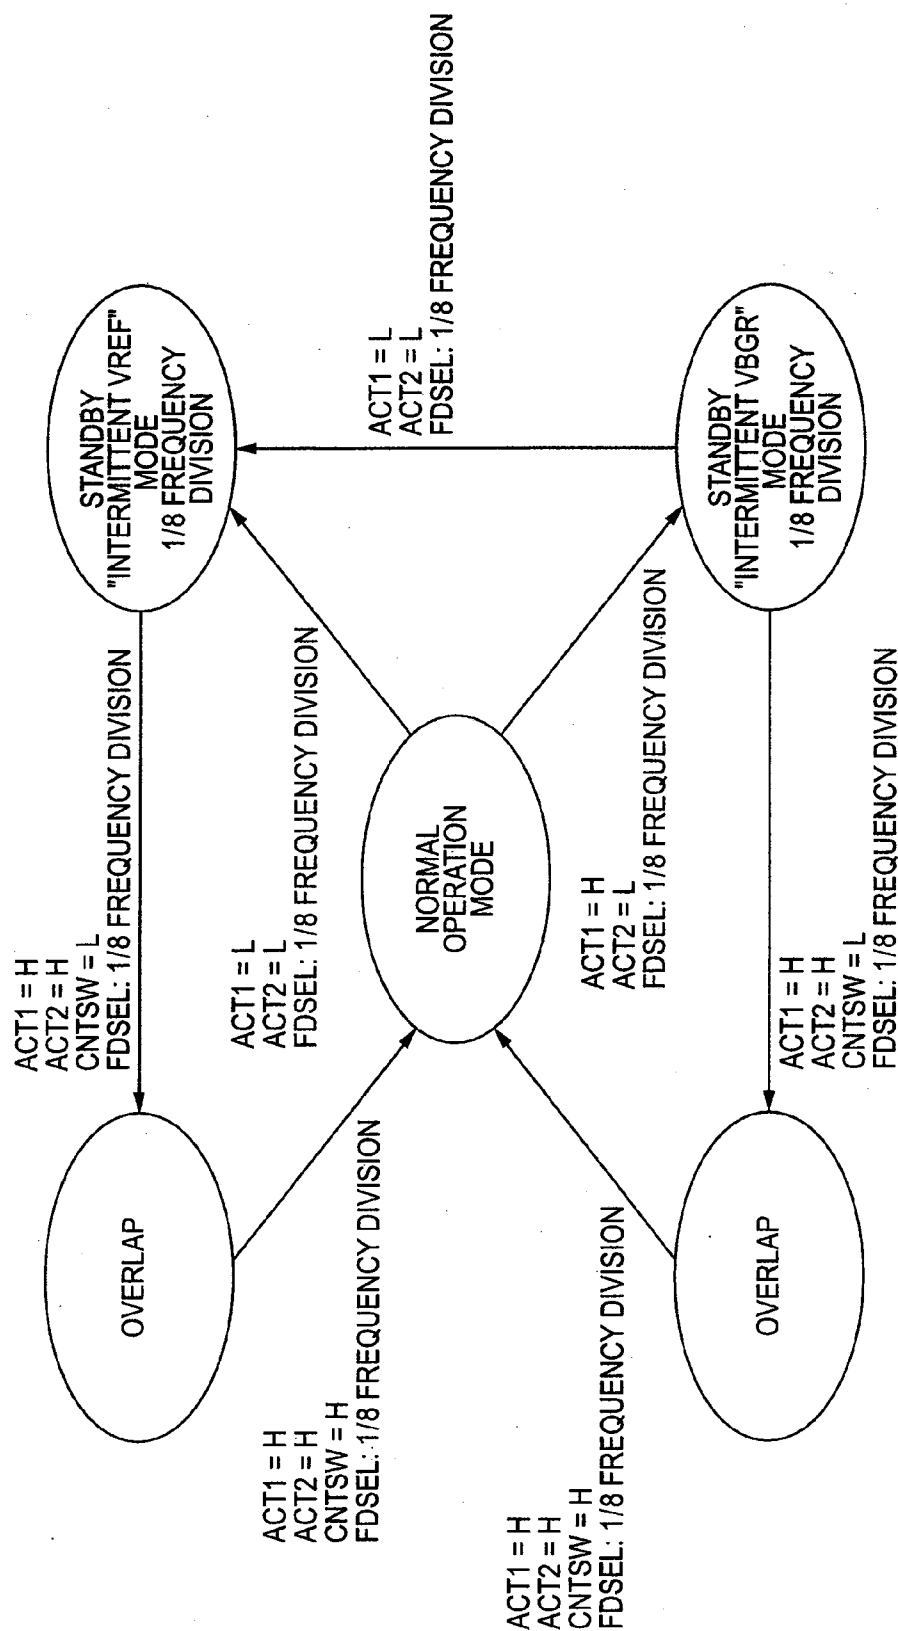 ACT1 = H
ACT2 = H
CNTSW = L
FDSEL: 1/8 FREQUENCY DIVISION
OVERLAP
STANDBY
"INTERMITTENT VREF"
MODE
1/8 FREQUENCY
DIVISION
ACT1 = H
ACT2 = H
CNTSW = H
FDSEL: 1/8 FREQUENCY DIVISION
ACT1 = L
ACT2 = L
FDSEL: 1/8 FREQUENCY DIVISION
NORMAL
OPERATION
MODE
ACT1 = L
ACT2 = L
FDSEL: 1/8 FREQUENCY DIVISION
ACT1 = H
ACT2 = H
CNTSW = H
FDSEL: 1/8 FREQUENCY DIVISION
ACT1 = H
ACT2 = L
FDSEL: 1/8 FREQUENCY DIVISION
OVERLAP
STANDBY
"INTERMITTENT VBGR"
MODE
1/8 FREQUENCY
DIVISION
ACT1 = H
ACT2 = H
CNTSW = L
FDSEL: 1/8 FREQUENCY DIVISION